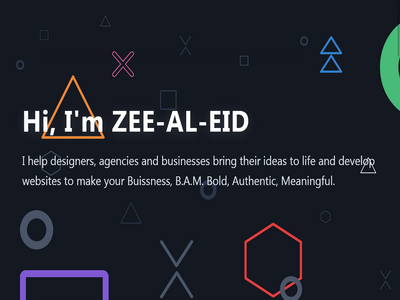 Hi, I'm ZEE-AL-EID
I help designers, agencies and businesses bring their ideas to life and develop
websites to make your Buissness, B.A.M. Bold, Authentic, Meaningful.